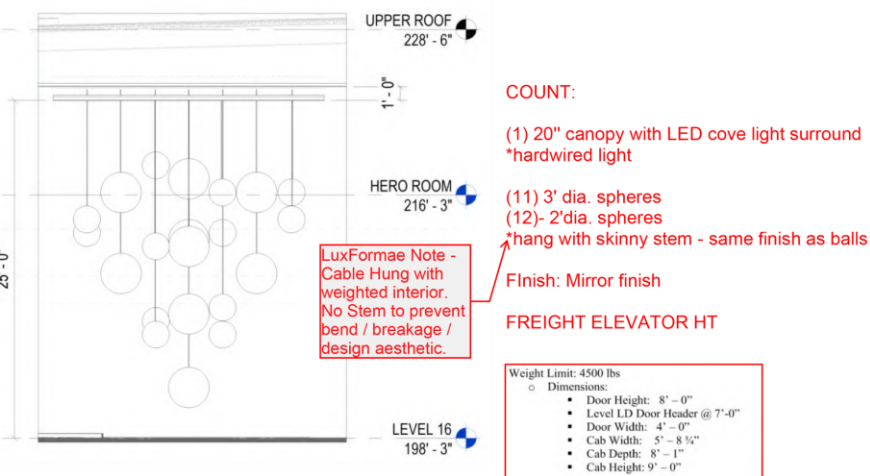 UPPER ROOF
228' - 6"
1' - 0"
HERO ROOM
216' - 3"
25' - 0"
LEVEL 16
198' - 3"
LuxFormae Note -
Cable Hung with
weighted interior.
No Stem to prevent
bend / breakage /
design aesthetic.
COUNT:
(1) 20" canopy with LED cove light surround
*hardwired light
(11) 3' dia. spheres
(12)- 2'dia. spheres
*hang with skinny stem - same finish as balls
FInish: Mirror finish
FREIGHT ELEVATOR HT
Weight Limit: 4500 lbs
o Dimensions:
▪ Door Height: 8' – 0"
▪ Level LD Door Header @ 7'-0"
▪ Door Width: 4' – 0"
▪ Cab Width: 5' – 8 ¾"
▪ Cab Depth: 8' – 1"
▪ Cab Height: 9' – 0"